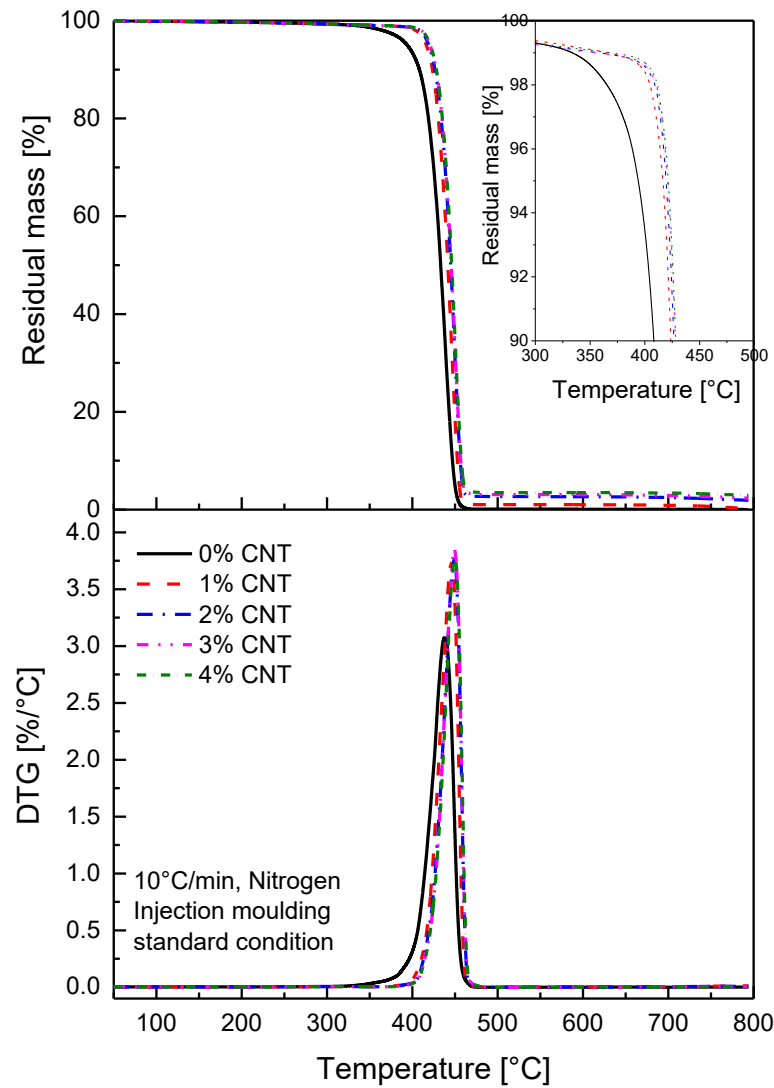 100
80
60
40
20
0
Residual mass [%]
100
99
98
96
94
92
90
Residual mass [%]
300
350
400
450
500
Temperature [°C]
4.0
3.5
3.0
2.5
2.0
1.5
1.0
0.5
0.0
DTG [%/°C]
0% CNT
1% CNT
2% CNT
3% CNT
4% CNT
10°C/min, Nitrogen
Injection moulding
standard condition
100
200
300
400
500
600
700
800
Temperature [°C]